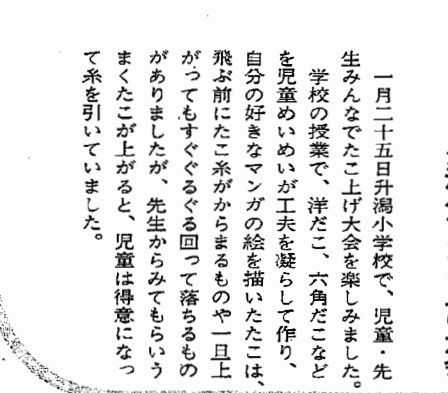 一月二十五日升潟小学校で、児童・先
生みんなでたこ上げ大会を楽しみました。
学校の授業で、洋だこ、六角だこなど
を児童めいめいが工夫を凝らして作り、
自分の好きなマンガの絵を描いたたこは、
飛ぶ前にたこ糸がからまるものや一旦上
がってもすぐぐるぐる回って落ちるもの
がありましたが、先生からみてもらいう
まくたこが上がると、児童は得意になっ
て糸を引いていました。